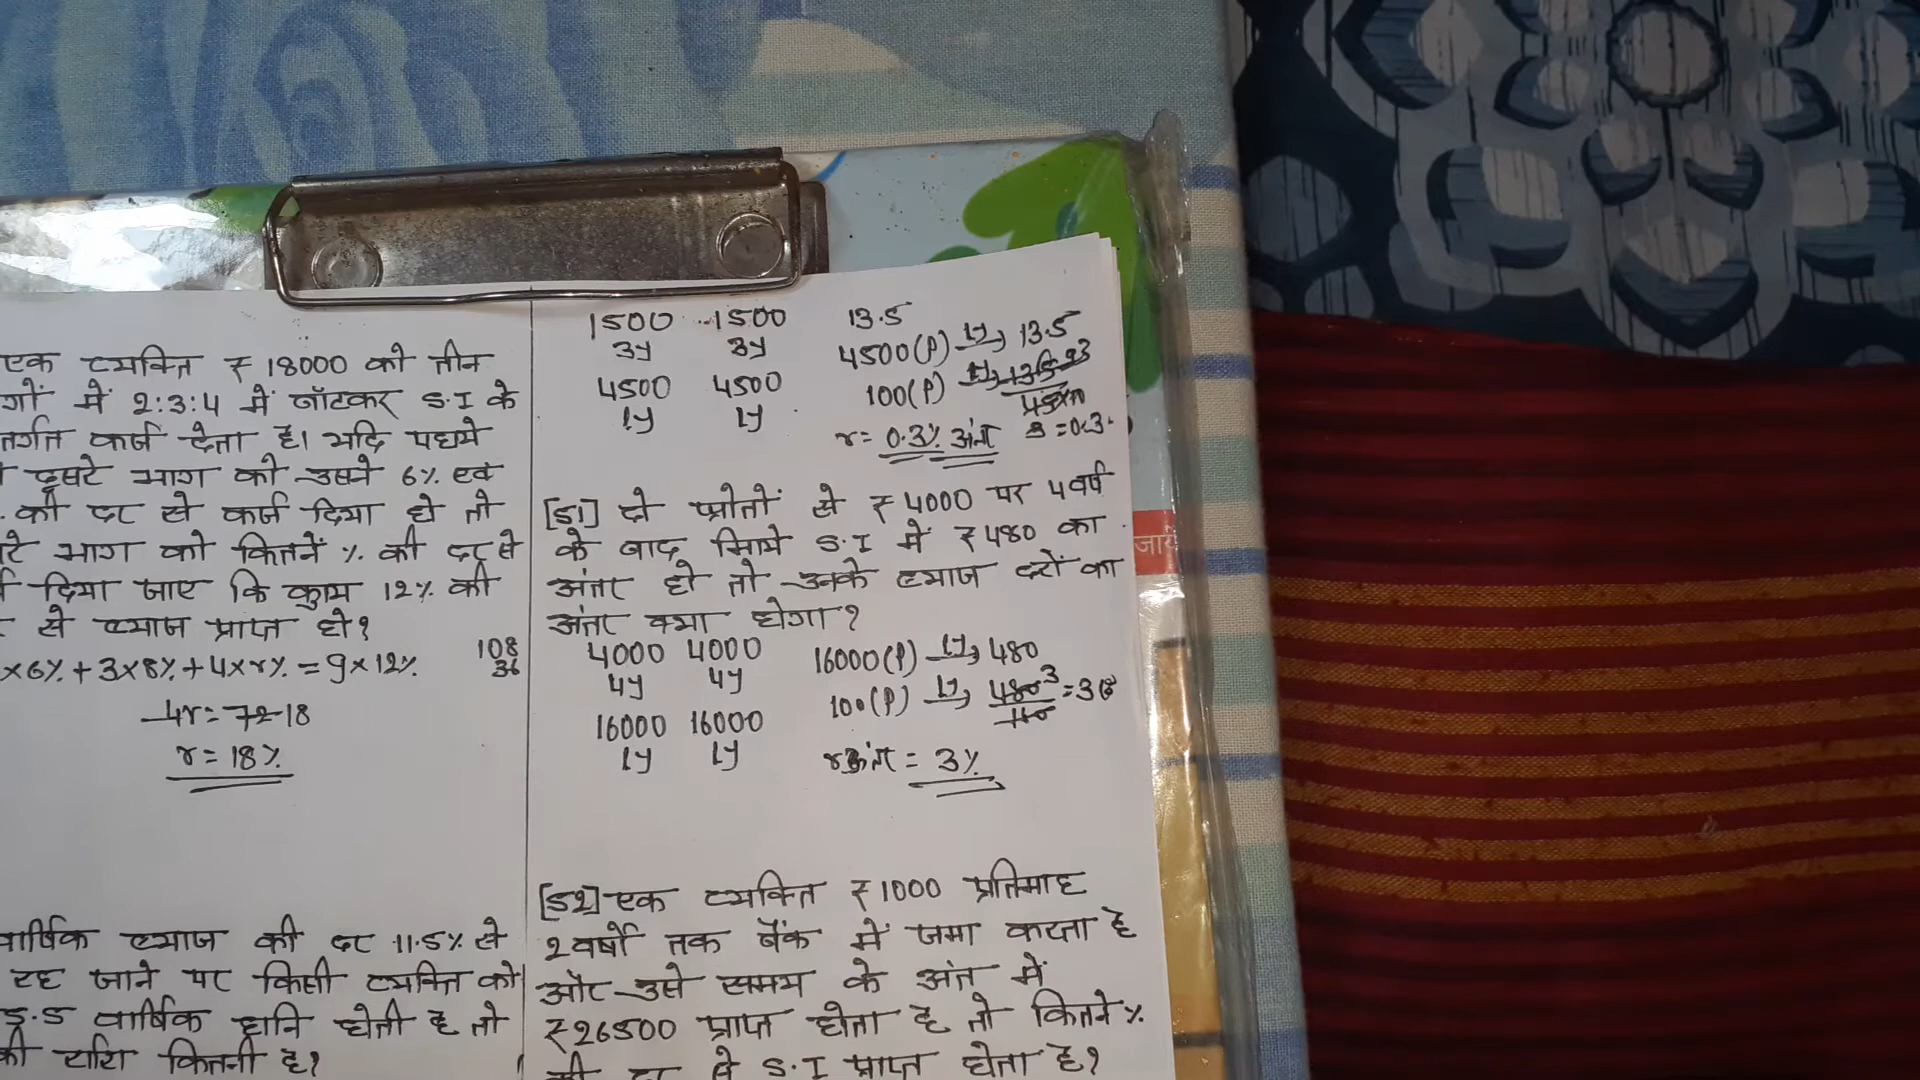 एक व्यक्ति ₹ 18000 को तीन
गों में 2:3:4 में बाँटकर S.I के
तर्गत कर्ज देता है। यदि पहले
दूसरे भाग को उसने 6% एवं
की दर से कर्ज दिया हो तो
रे भाग को कितनें % की दर से
दिया जाए कि कुल 12% की
से ब्याज प्राप्त हो?
×6% + 3×8% + 4×r% = 9×12%
108
36
4r = 72-18
r = 18%
वार्षिक ब्याज की दर 11.5% से
रह जाने पर किसी व्यक्ति को
5.5 वार्षिक हानि होती है तो
की राशि कितनी है?
1500 1500 13.5
3y 3y 4500(P) 1y 13.5
4500 4500 100(P)
1y 1y r = 0.3% अंतर
[51] दो स्रोतों से ₹ 4000 पर 4 वर्ष
के बाद लिये S.I में ₹ 480 का
अंतर हो तो उनके ब्याज दरों का
अंतर क्या होगा?
4000 4000 16000(P) 1y 480
4y 4y 100(P) 1y 480 3
16000 16000 160
1y 1y अंतर = 3%
[52] एक व्यक्ति ₹ 1000 प्रतिमाह
2 वर्षों तक बैंक में जमा करता है
और उसे समय के अंत में
₹ 26500 प्राप्त होता है तो कितने %
की दर से S.I प्राप्त होता है?